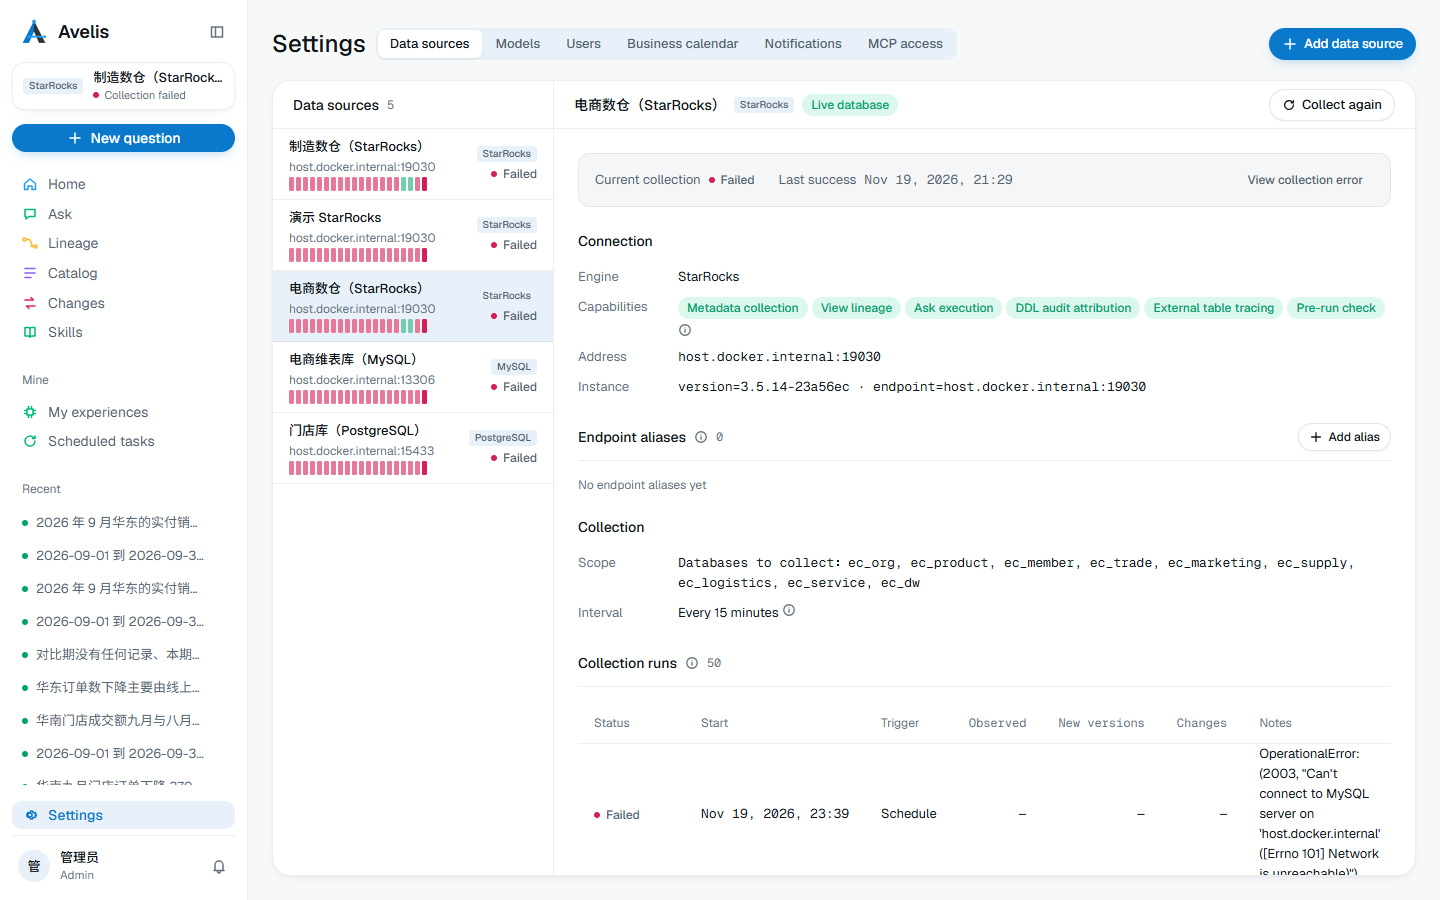 Avelis
StarRocks
制造数仓（StarRock...
Collection failed
New question
Home
Ask
Lineage
Catalog
Changes
Skills
Mine
My experiences
Scheduled tasks
Recent
2026 年 9 月华东的实付销...
2026-09-01 到 2026-09-3...
2026 年 9 月华东的实付销...
2026-09-01 到 2026-09-3...
对比期没有任何记录、本期...
华东订单数下降主要由线上...
华南门店成交额九月与八月...
2026-09-01 到 2026-09-3...
Settings
管
管理员
Admin
Settings
Data sources
Models
Users
Business calendar
Notifications
MCP access
Add data source
Data sources 5
制造数仓（StarRocks）
StarRocks
host.docker.internal:19030
Failed
演示 StarRocks
StarRocks
host.docker.internal:19030
Failed
电商数仓（StarRocks）
StarRocks
host.docker.internal:19030
Failed
电商维表库（MySQL）
MySQL
host.docker.internal:13306
Failed
门店库（PostgreSQL）
PostgreSQL
host.docker.internal:15433
Failed
电商数仓（StarRocks）
StarRocks
Live database
Collect again
Current collection Failed Last success Nov 19, 2026, 21:29
View collection error
Connection
Engine StarRocks
Capabilities Metadata collection View lineage Ask execution DDL audit attribution External table tracing Pre-run check
Address host.docker.internal:19030
Instance version=3.5.14-23a56ec · endpoint=host.docker.internal:19030
Endpoint aliases 0
Add alias
No endpoint aliases yet
Collection
Scope Databases to collect: ec_org, ec_product, ec_member, ec_trade, ec_marketing, ec_supply,
ec_logistics, ec_service, ec_dw
Interval Every 15 minutes
Collection runs 50
Status Start Trigger Observed New versions Changes Notes
Failed Nov 19, 2026, 23:39 Schedule – – –
OperationalError:
(2003, "Can't
connect to MySQL
server on
'host.docker.internal'
([Errno 101] Network
is unreachable)")